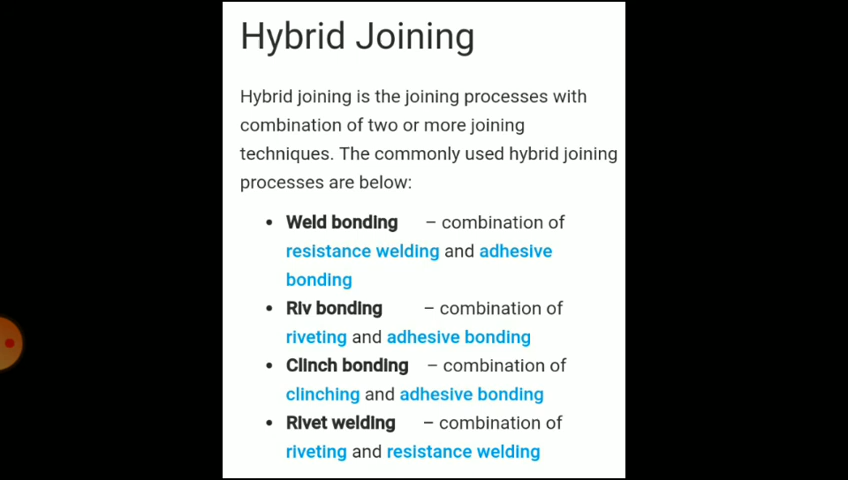 Hybrid Joining
Hybrid joining is the joining processes with
combination of two or more joining
techniques. The commonly used hybrid joining
processes are below:
• Weld bonding – combination of
resistance welding and adhesive
bonding
• Riv bonding – combination of
riveting and adhesive bonding
• Clinch bonding – combination of
clinching and adhesive bonding
• Rivet welding – combination of
riveting and resistance welding